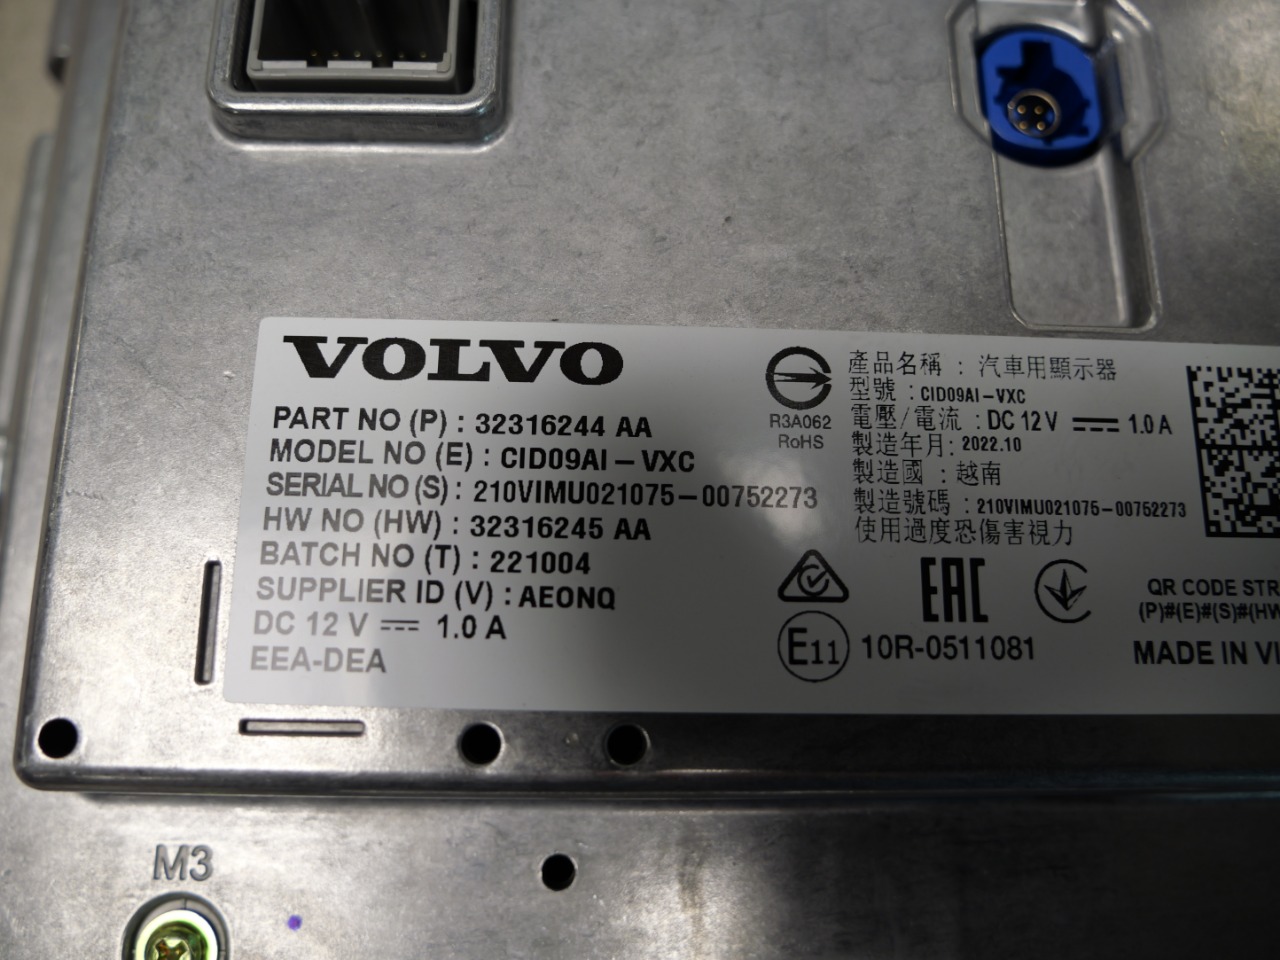 VOLVO
PART NO (P) : 32316244 AA
MODEL NO (E) : CID09AI-VXC
SERIAL NO (S) : 210VIMU021075-00752273
HW NO (HW) : 32316245 AA
BATCH NO (T) : 221004
SUPPLIER ID (V) : AE0NQ
DC 12 V ⎓ 1.0 A
EEA-DEA
R3A062
RoHS
產品名稱 : 汽車用顯示器
型號 : CID09AI-VXC
電壓/電流 : DC 12V ⎓ 1.0 A
製造年月: 2022.10
製造國 : 越南
製造號碼 : 210VIMU021075-00752273
使用過度恐傷害視力
EAC
E11 10R-0511081
QR CODE STR
(P)#(E)#(S)#(HW
MADE IN VI
M3